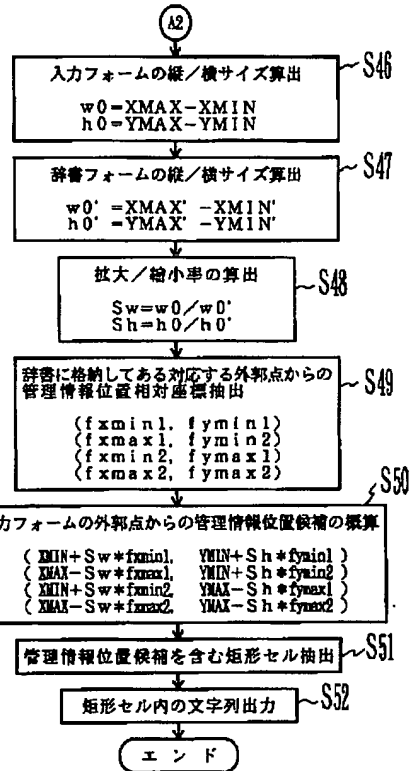 A2
入力フォームの縦／横サイズ算出
S46
w0=XMAX-XMIN
h0=YMAX-YMIN
辞書フォームの縦／横サイズ算出
S47
w0'=XMAX'-XMIN'
h0'=YMAX'-YMIN'
拡大／縮小率の算出
S48
Sw=w0/w0'
Sh=h0/h0'
辞書に格納してある対応する外郭点からの
管理情報位置相対座標抽出
S49
(fxmin1, fymin1)
(fxmax1, fymin2)
(fxmin2, fymax1)
(fxmax2, fymax2)
S50
力フォームの外郭点からの管理情報位置候補の概算
(XMIN+Sw*fxmin1, YMIN+Sh*fymin1)
(XMAX-Sw*fxmax1, YMIN+Sh*fymin2)
(XMIN+Sw*fxmin2, YMAX-Sh*fymax1)
(XMAX-Sw*fxmax2, YMAX-Sh*fymax2)
管理情報位置候補を含む矩形セル抽出
S51
矩形セル内の文字列出力
S52
エンド